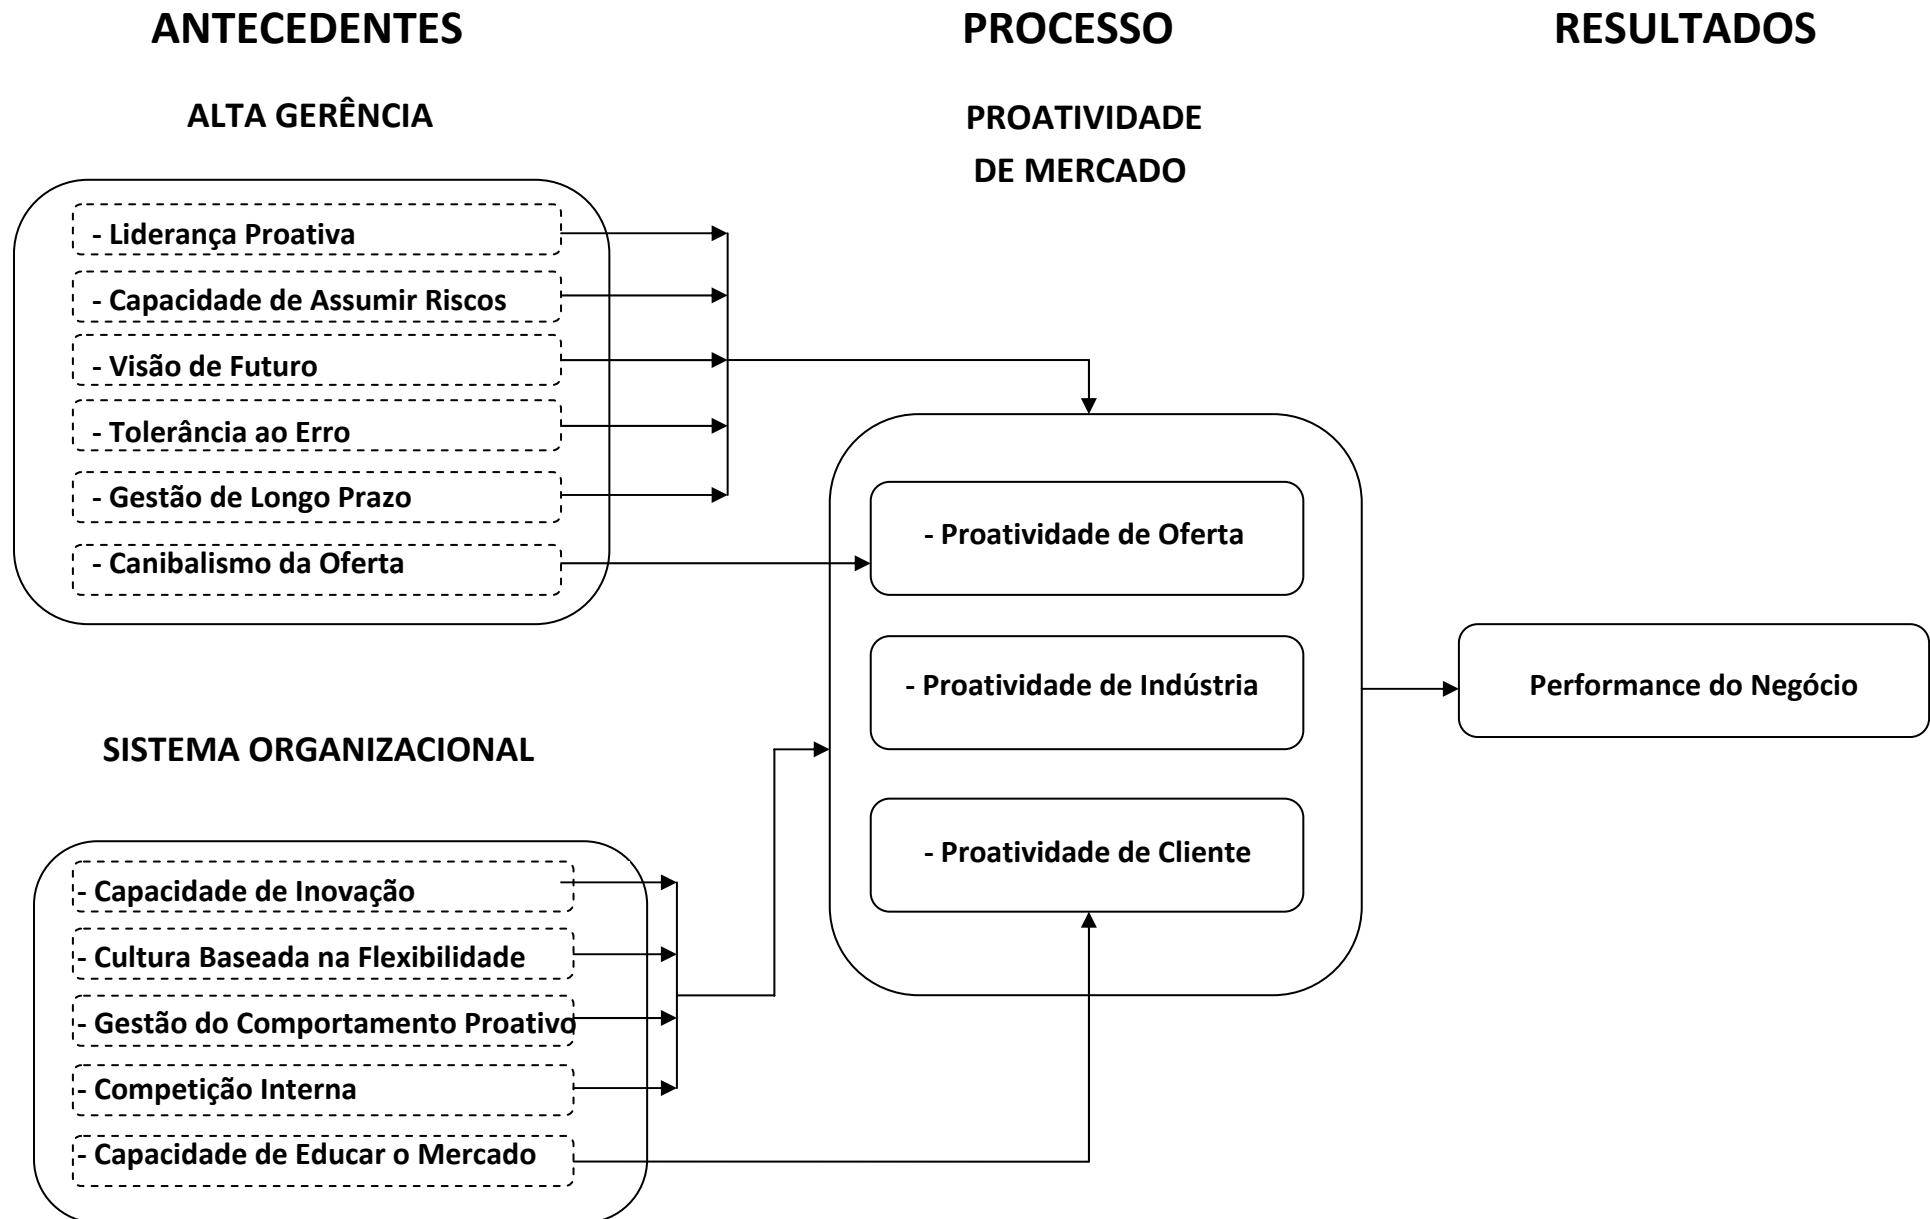 ANTECEDENTES
PROCESSO
RESULTADOS
ALTA GERÊNCIA
PROATIVIDADE
DE MERCADO
- Liderança Proativa
- Capacidade de Assumir Riscos
- Visão de Futuro
- Tolerância ao Erro
- Gestão de Longo Prazo
- Canibalismo da Oferta
- Proatividade de Oferta
- Proatividade de Indústria
- Proatividade de Cliente
Performance do Negócio
SISTEMA ORGANIZACIONAL
- Capacidade de Inovação
- Cultura Baseada na Flexibilidade
- Gestão do Comportamento Proativo
- Competição Interna
- Capacidade de Educar o Mercado